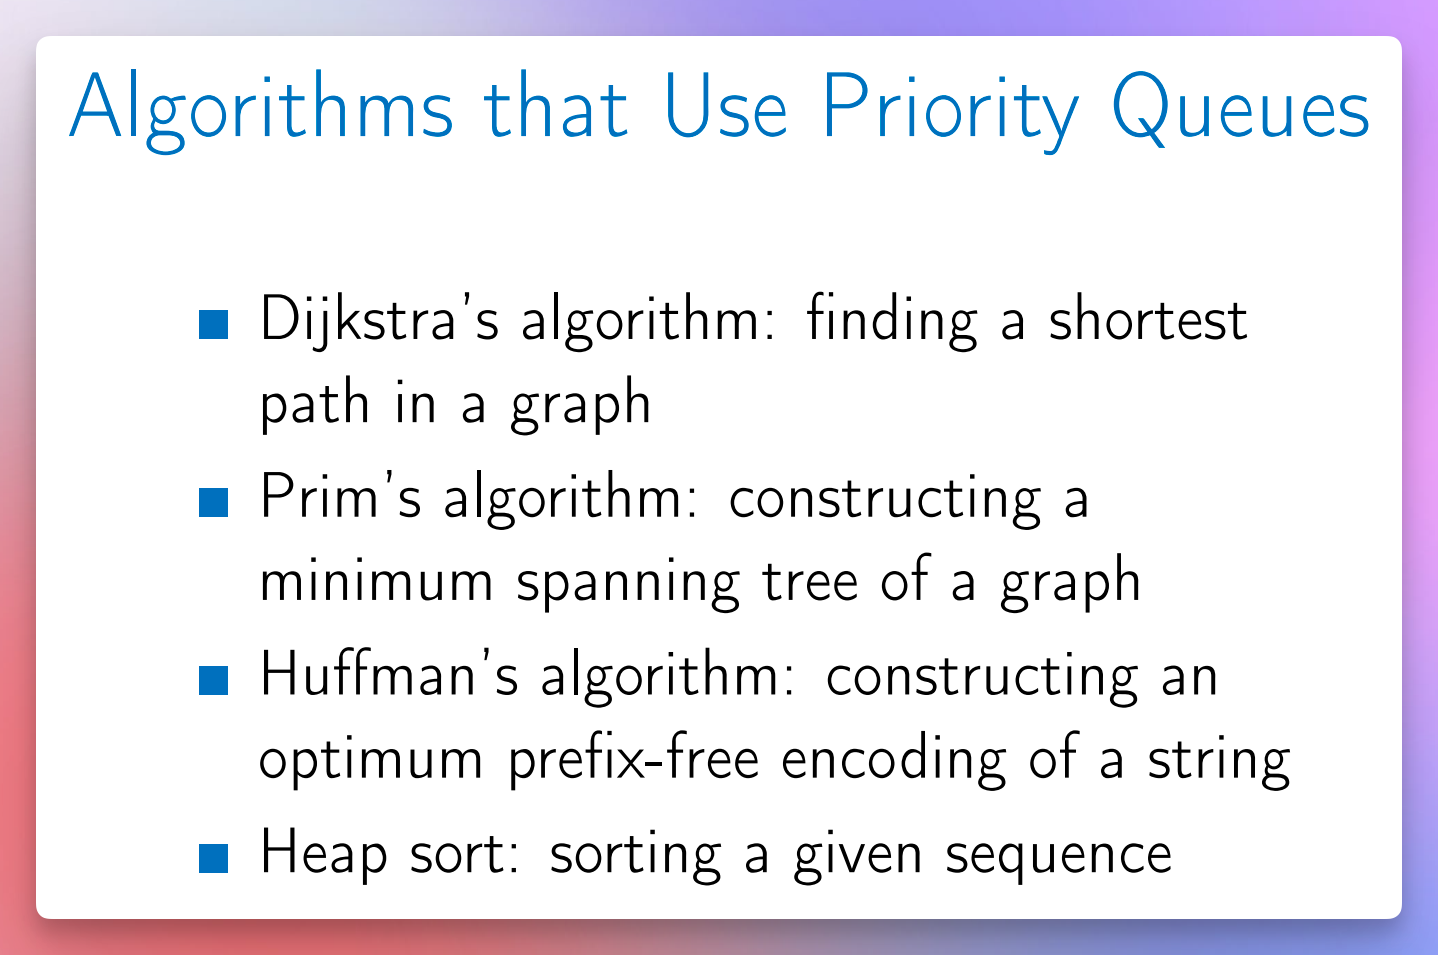 Algorithms that Use Priority Queues
Dijkstra's algorithm: finding a shortest
path in a graph
Prim's algorithm: constructing a
minimum spanning tree of a graph
Huffman's algorithm: constructing an
optimum prefix-free encoding of a string
Heap sort: sorting a given sequence